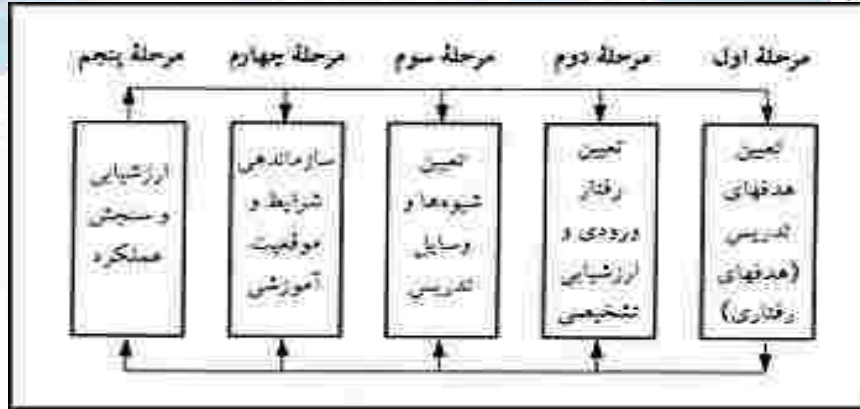 مرحلهٔ اول
مرحلهٔ دوم
مرحلهٔ سوم
مرحلهٔ چهارم
مرحلهٔ پنجم
تعیین
هدفهای
تدریس
(هدفهای
رفتاری)
تعیین
رفتار
ورودی و
ارزشیابی
تشخیصی
تعیین
شیوه‌ها و
وسایل
تدریس
سازماندهی
شرایط و
موقعیت
آموزشی
ارزشیابی
و سنجش
عملکرد